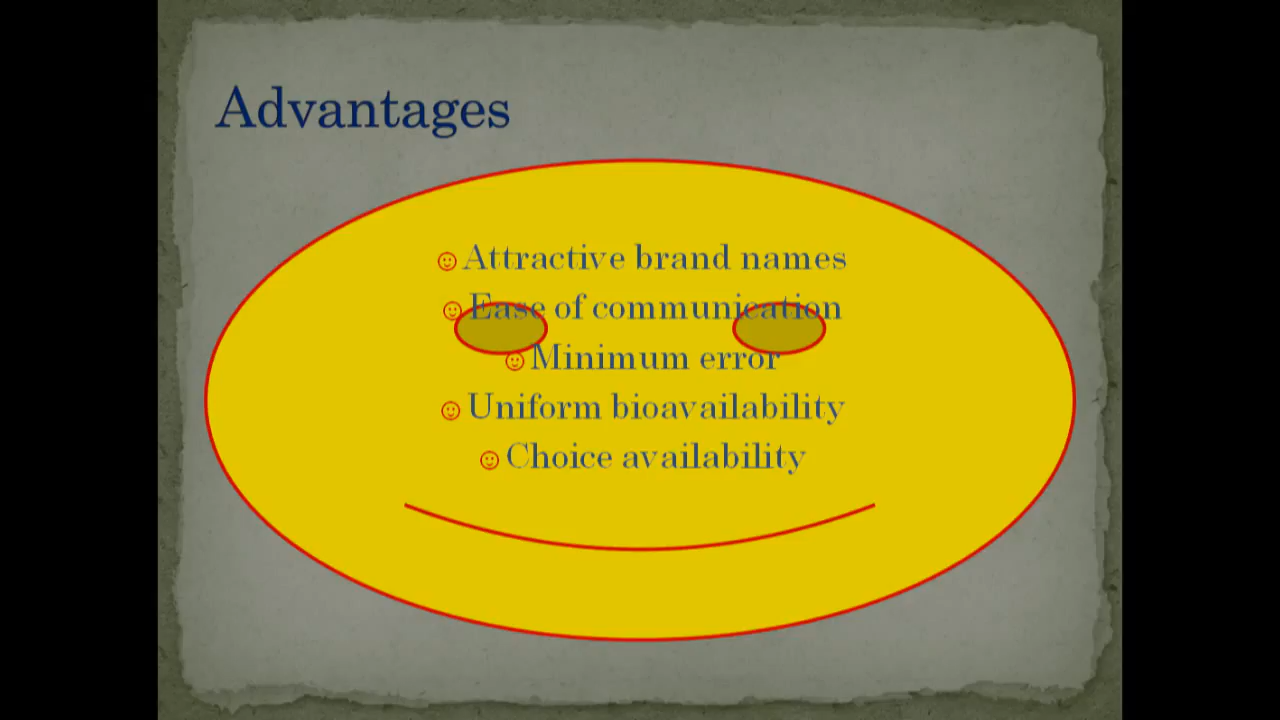 Advantages
Attractive brand names
Ease of communication
Minimum error
Uniform bioavailability
Choice availability